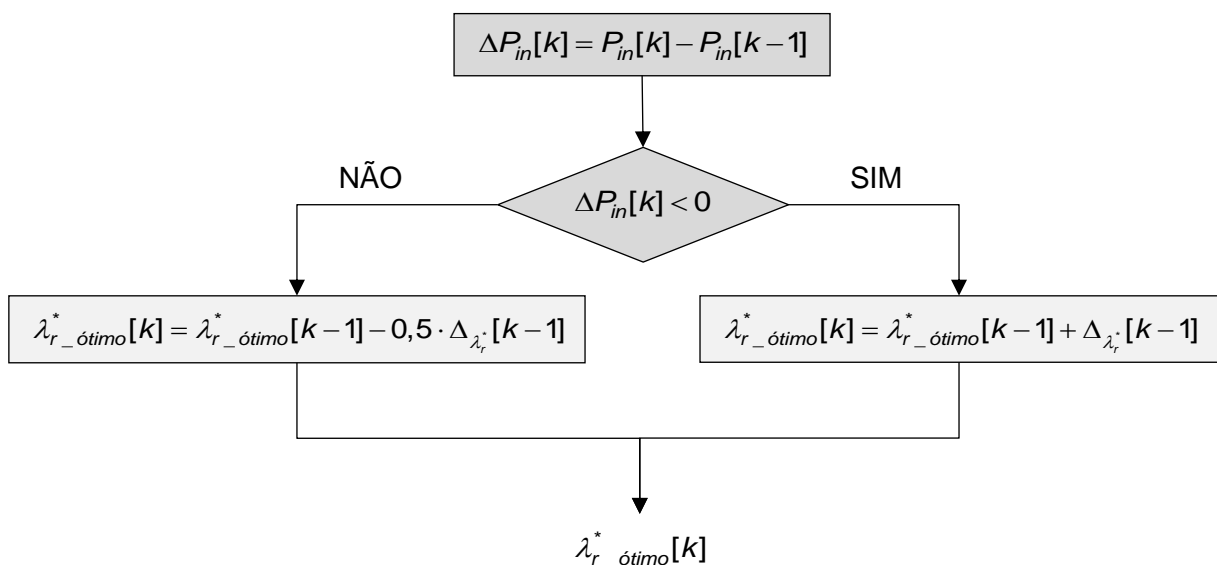 ΔP_in[k] = P_in[k] − P_in[k−1]
NÃO
SIM
ΔP_in[k] < 0
λ*_r_ótimo[k] = λ*_r_ótimo[k−1] − 0,5 · Δ_λ*_r[k−1]
λ*_r_ótimo[k] = λ*_r_ótimo[k−1] + Δ_λ*_r[k−1]
λ*_r_ótimo[k]